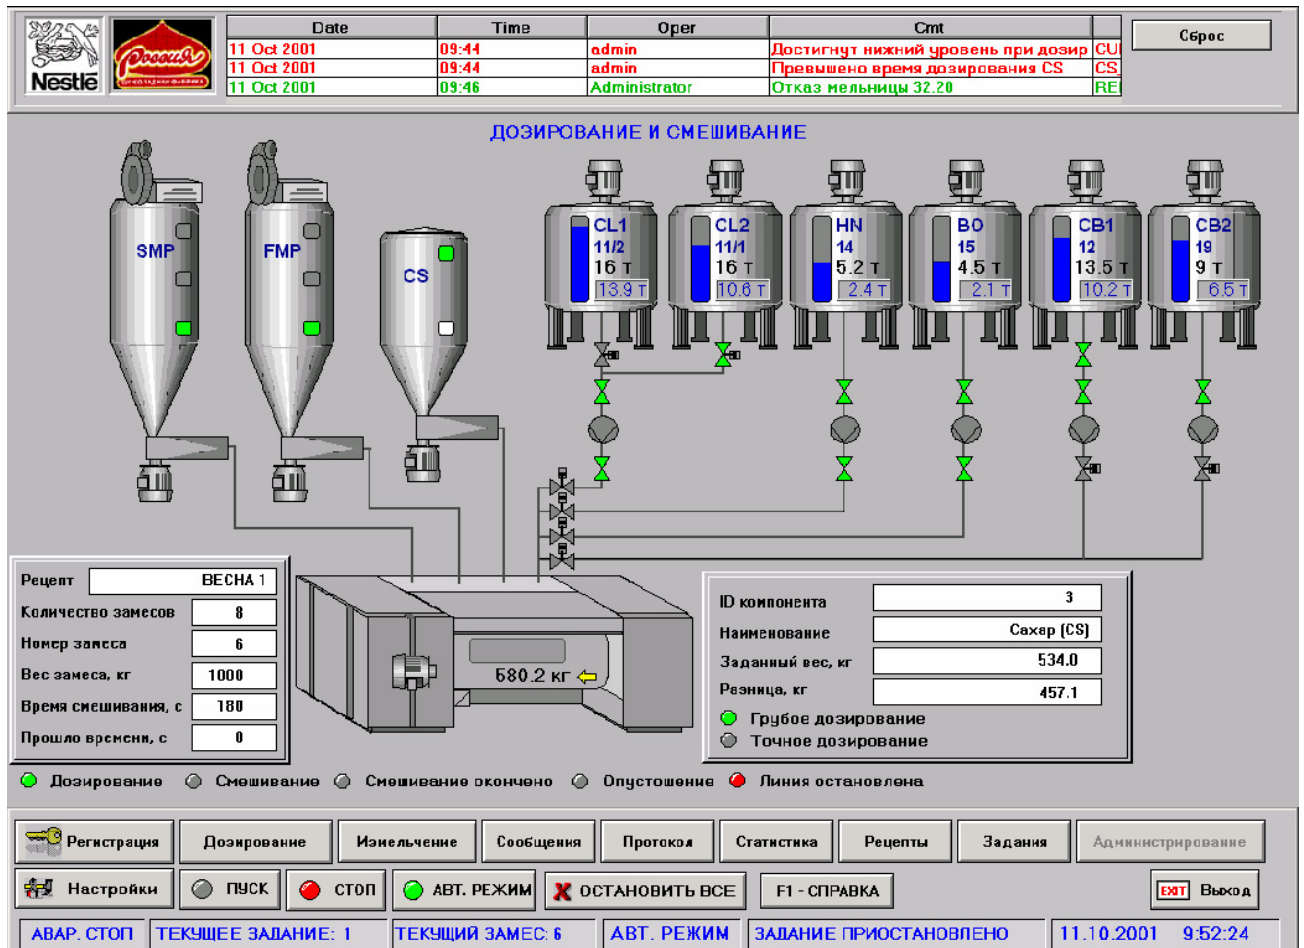 Nestlé
Россия
Date Time Oper Cmt
11 Oct 2001 09:44 admin Достигнут нижний уровень при дозир CUI
11 Oct 2001 09:44 admin Превышено время дозирования CS CS_
11 Oct 2001 09:46 Administrator Отказ мельницы 32.20 REI
Сброс
ДОЗИРОВАНИЕ И СМЕШИВАНИЕ
SMP
FMP
CS
CL1
11/2
16 т
13.9 т
CL2
11/1
16 т
10.6 т
HN
14
5.2 т
2.4 т
BO
15
4.5 т
2.1 т
CB1
12
13.5 т
10.2 т
CB2
19
9 т
6.5 т
Рецепт ВЕСНА 1
Количество замесов 8
Номер замеса 6
Вес замеса, кг 1000
Время смешивания, с 180
Прошло времени, с 0
580.2 кг
ID компонента 3
Наименование Сахар (CS)
Заданный вес, кг 534.0
Разница, кг 457.1
Грубое дозирование
Точное дозирование
Дозирование Смешивание Смешивание окончено Опустошение Линия остановлена
Регистрация Дозирование Измельчение Сообщения Протокол Статистика Рецепты Задания Администрирование
Настройки ПУСК СТОП АВТ. РЕЖИМ ОСТАНОВИТЬ ВСЕ F1 - СПРАВКА EXIT Выход
АВАР. СТОП ТЕКУЩЕЕ ЗАДАНИЕ: 1 ТЕКУЩИЙ ЗАМЕС: 6 АВТ. РЕЖИМ ЗАДАНИЕ ПРИОСТАНОВЛЕНО 11.10.2001 9:52:24